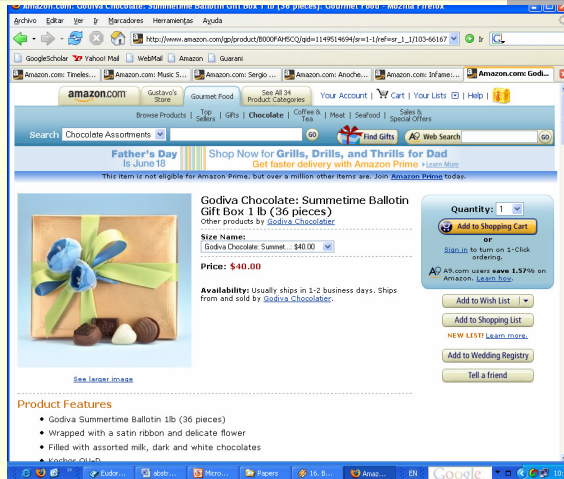 Amazon.com: Godiva Chocolate: Summetime Ballotin Gift Box 1 lb (36 pieces): Gourmet Food - Mozilla Firefox
Archivo Editar Ver Ir Marcadores Herramientas Ayuda
http://www.amazon.com/gp/product/B000FAH5CQ/qid=1149514694/sr=1-1/ref=sr_1_1/103-66167 Ir
GoogleScholar Yahoo! Mail WebMail Amazon Guarani
Amazon.com: Timeles... Amazon.com: Music S... Amazon.com: Sergio ... Amazon.com: Anoche... Amazon.com: Infame:... Amazon.com: Godi...
amazon.com Gustavo's Store Gourmet Food See All 34 Product Categories Your Account | Cart | Your Lists | Help |
Browse Products | Top Sellers | Gifts | Chocolate | Coffee & Tea | Meat | Seafood | Sales & Special Offers
Search Chocolate Assortments GO Find Gifts A9 Web Search GO
Father's Day Is June 18 Shop Now for Grills, Drills, and Thrills for Dad
Get faster delivery with Amazon Prime Learn More
This item is not eligible for Amazon Prime, but over a million other items are. Join Amazon Prime today.
Godiva Chocolate: Summetime Ballotin
Gift Box 1 lb (36 pieces)
Other products by Godiva Chocolatier
Size Name:
Godiva Chocolate: Summet...: $40.00
Price: $40.00
Availability: Usually ships in 1-2 business days. Ships
from and sold by Godiva Chocolatier.
See larger image
Quantity: 1
Add to Shopping Cart
or
Sign in to turn on 1-Click
ordering.
A9.com users save 1.57% on
Amazon. Learn how.
Add to Wish List
Add to Shopping List
NEW LIST! Learn more.
Add to Wedding Registry
Tell a friend
Product Features
Godiva Summertime Ballotin 1lb (36 pieces)
Wrapped with a satin ribbon and delicate flower
Filled with assorted milk, dark and white chocolates
Kosher OU-D
Eudor... abstr... Micro... Papers 16. B... Amaz... EN Google 10: